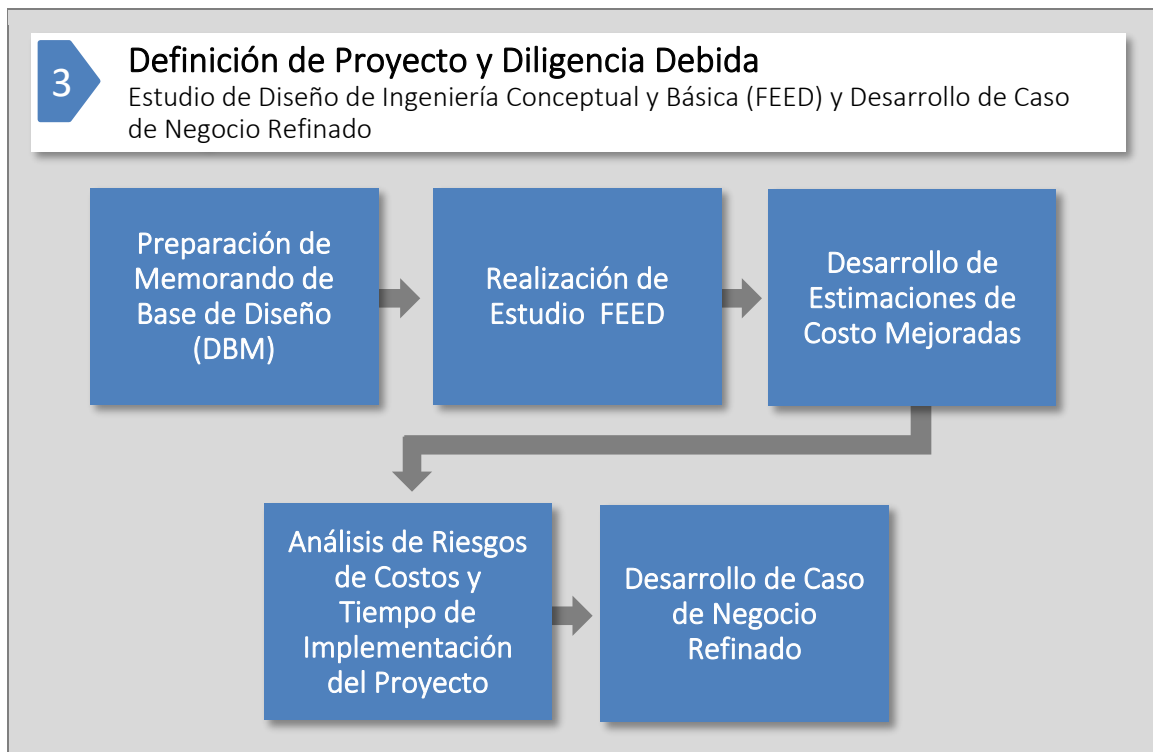 3
Definición de Proyecto y Diligencia Debida
Estudio de Diseño de Ingeniería Conceptual y Básica (FEED) y Desarrollo de Caso
de Negocio Refinado
Preparación de
Memorando de
Base de Diseño
(DBM)
Realización de
Estudio FEED
Desarrollo de
Estimaciones de
Costo Mejoradas
Análisis de Riesgos
de Costos y
Tiempo de
Implementación
del Proyecto
Desarrollo de Caso
de Negocio
Refinado